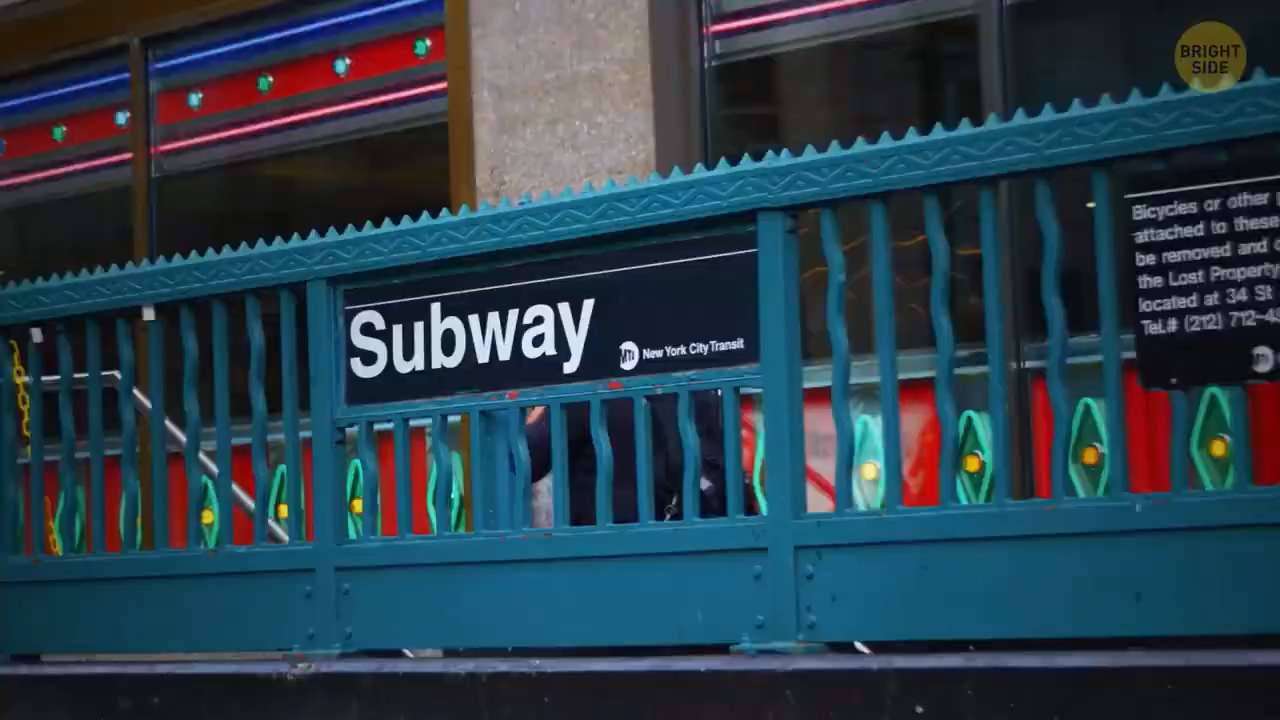 BRIGHT
SIDE
Subway
MTA New York City Transit
Bicycles or other
attached to these
be removed and
the Lost Property
located at 34 St
Tel.# (212) 712-4